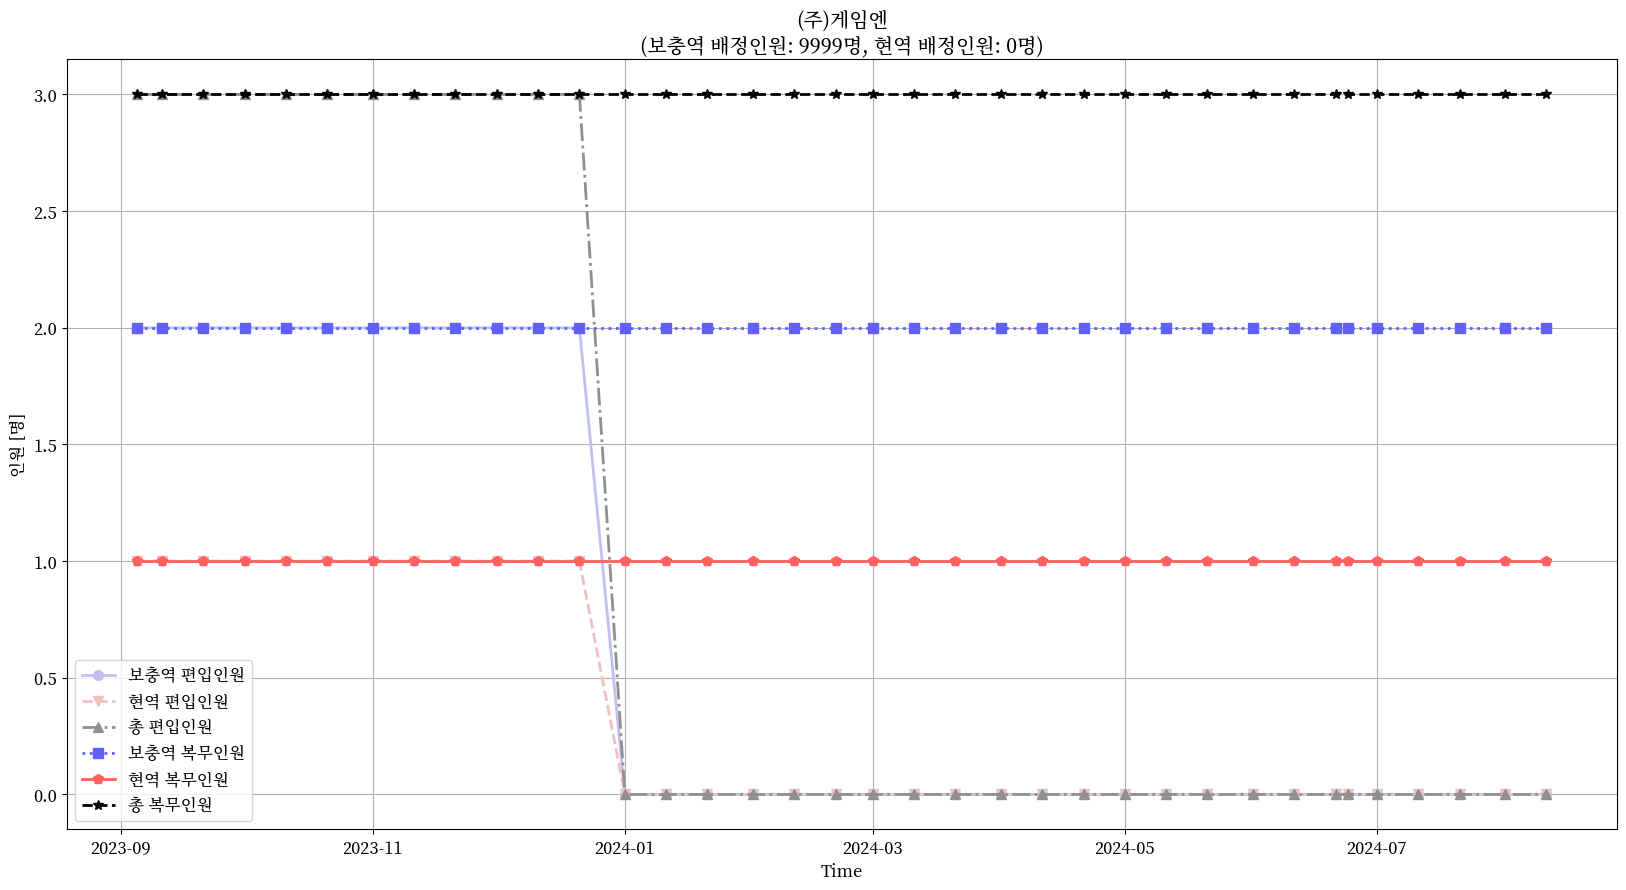 (주)게임엔
(보충역 배정인원: 9999명, 현역 배정인원: 0명)
인원 [명]
3.0
2.5
2.0
1.5
1.0
0.5
0.0
보충역 편입인원
현역 편입인원
총 편입인원
보충역 복무인원
현역 복무인원
총 복무인원
2023-09
2023-11
2024-01
2024-03
2024-05
2024-07
Time